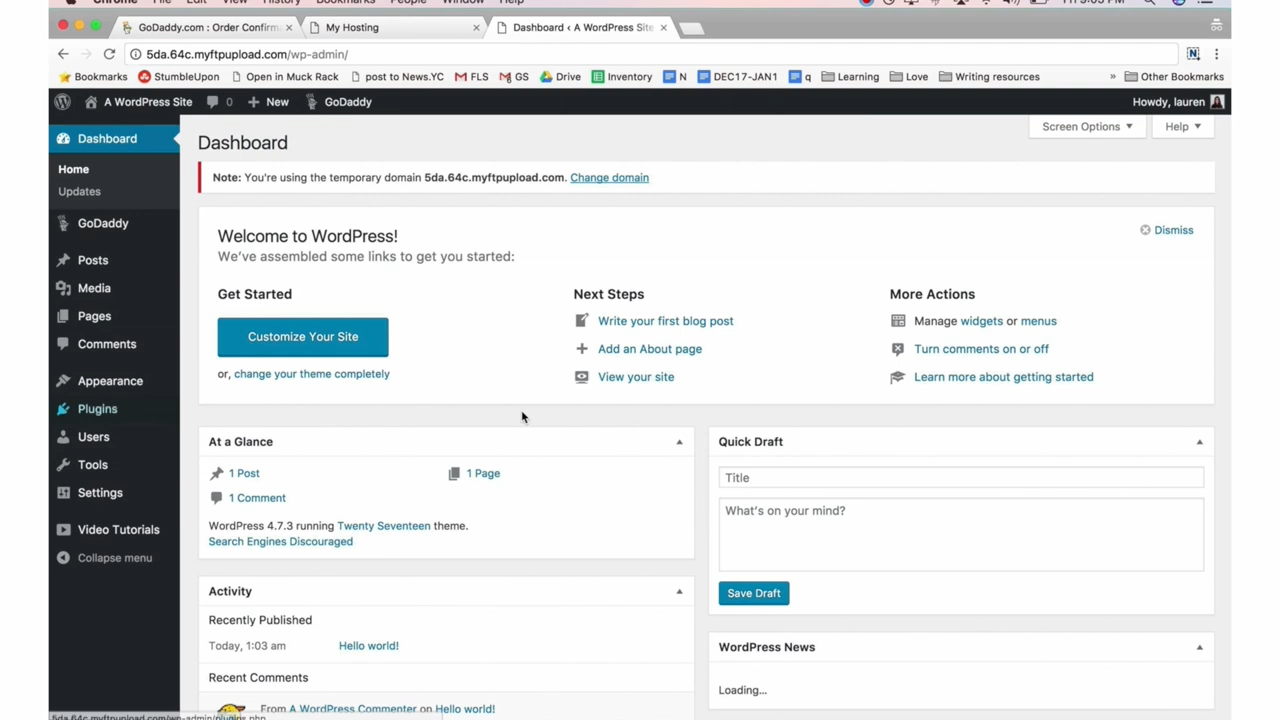 Chrome File Edit View History Bookmarks People Window Help
GoDaddy.com : Order Confirm
My Hosting
Dashboard ‹ A WordPress Site
5da.64c.myftpupload.com/wp-admin/
Bookmarks StumbleUpon Open in Muck Rack post to News.YC FLS GS Drive Inventory N DEC17-JAN1 q Learning Love Writing resources » Other Bookmarks
A WordPress Site 0 New GoDaddy Howdy, lauren
Dashboard
Home
Updates
GoDaddy
Posts
Media
Pages
Comments
Appearance
Plugins
Users
Tools
Settings
Video Tutorials
Collapse menu
Screen Options Help
Dashboard
Note: You're using the temporary domain 5da.64c.myftpupload.com. Change domain
Welcome to WordPress!
Dismiss
We've assembled some links to get you started:
Get Started
Customize Your Site
or, change your theme completely
Next Steps
Write your first blog post
Add an About page
View your site
More Actions
Manage widgets or menus
Turn comments on or off
Learn more about getting started
At a Glance
1 Post 1 Page
1 Comment
WordPress 4.7.3 running Twenty Seventeen theme.
Search Engines Discouraged
Activity
Recently Published
Today, 1:03 am Hello world!
Recent Comments
From A WordPress Commenter on Hello world!
Quick Draft
Title
What's on your mind?
Save Draft
WordPress News
Loading...
5da.64c.myftpupload.com/wp-admin/plugins.php